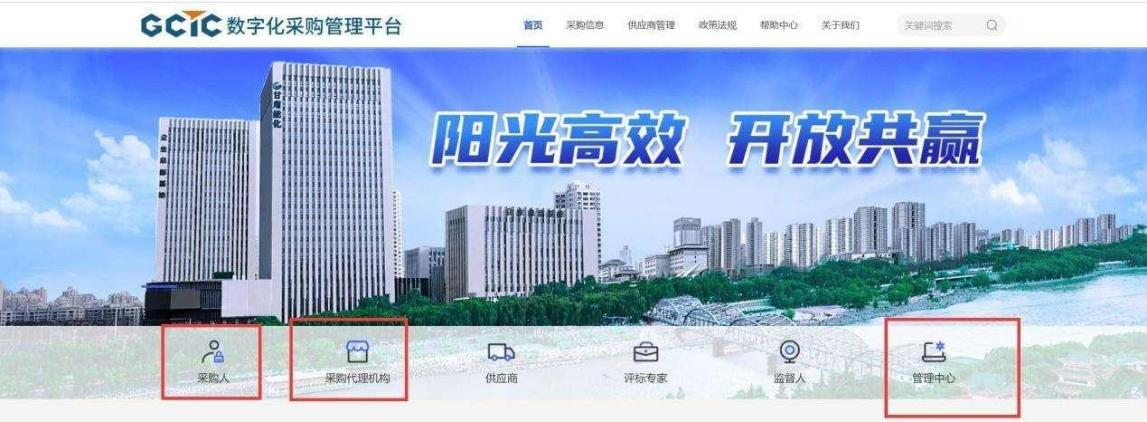 GCTC 数字化采购管理平台
首页 采购信息 供应商管理 政策法规 帮助中心 关于我们 关键词搜索
阳光高效 开放共赢
采购人 采购代理机构 供应商 评标专家 监督人 管理中心